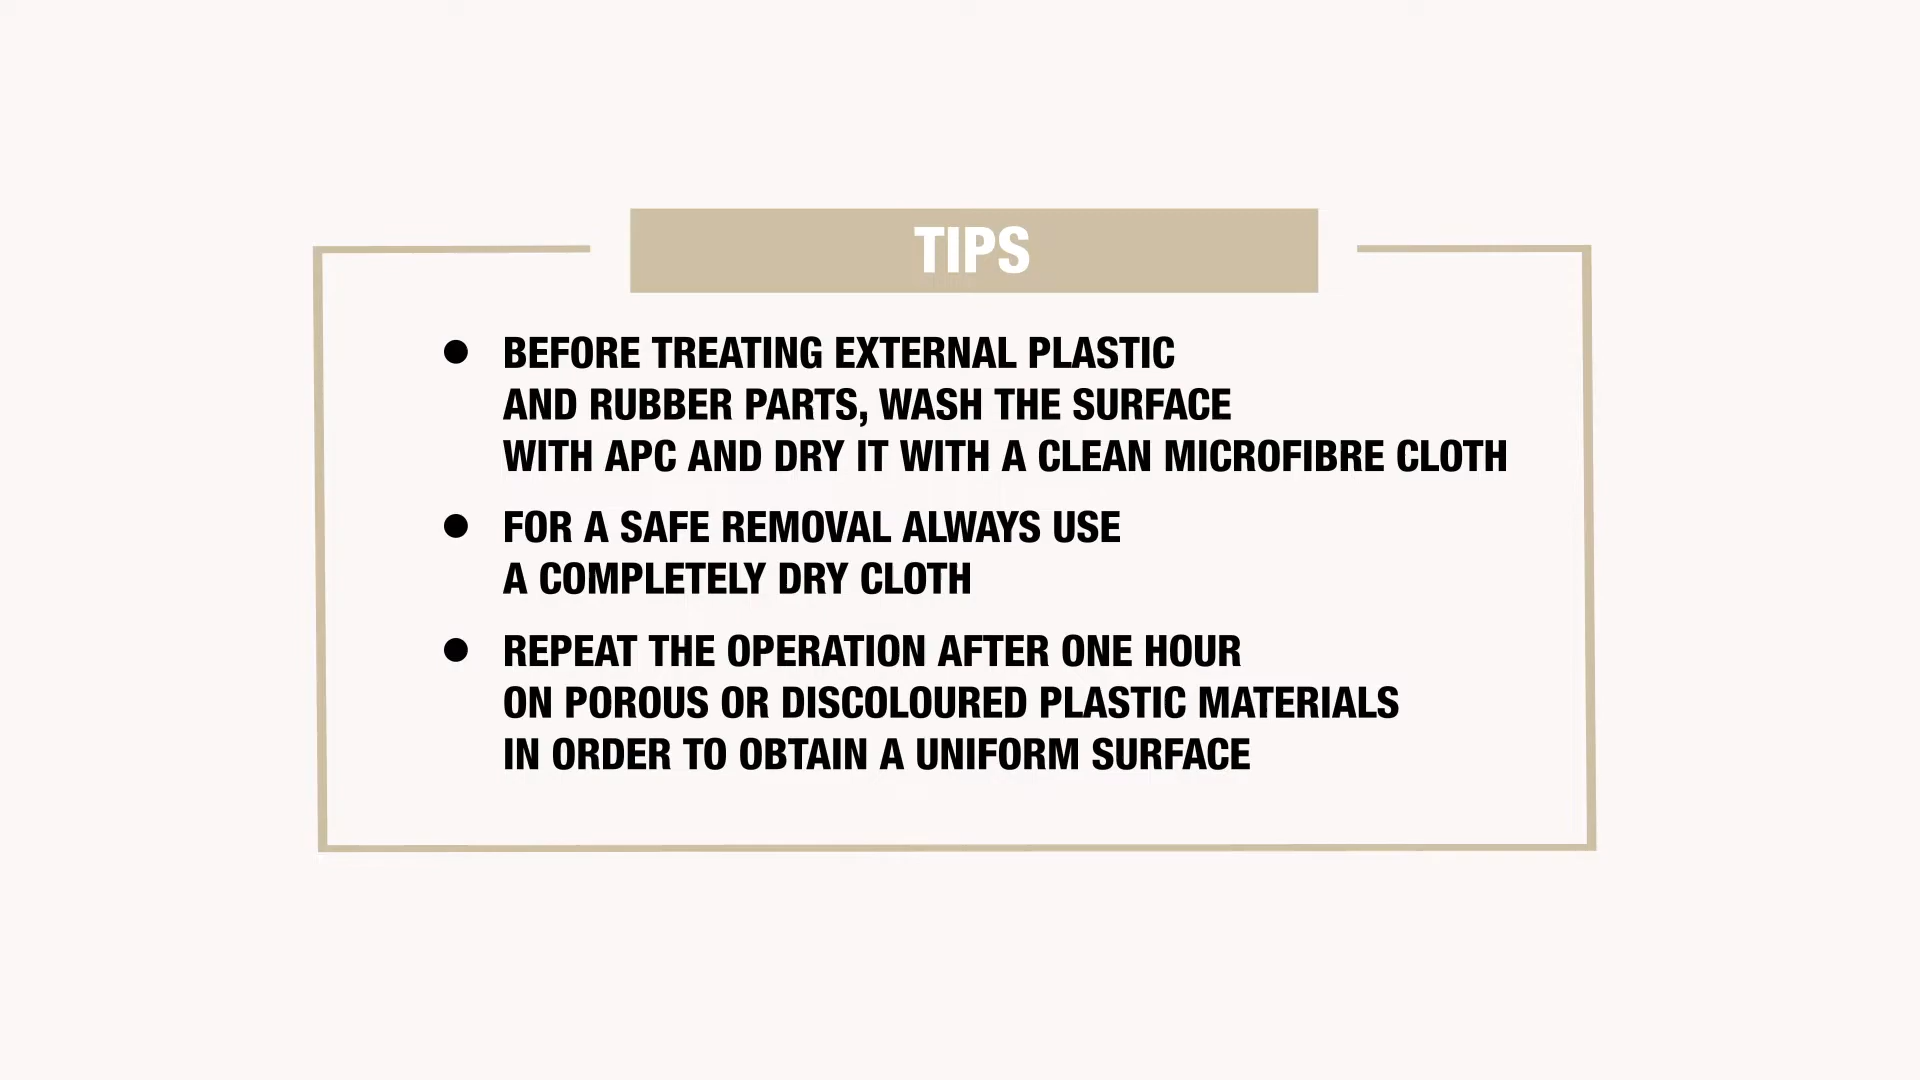 TIPS
● BEFORE TREATING EXTERNAL PLASTIC
AND RUBBER PARTS, WASH THE SURFACE
WITH APC AND DRY IT WITH A CLEAN MICROFIBRE CLOTH
● FOR A SAFE REMOVAL ALWAYS USE
A COMPLETELY DRY CLOTH
● REPEAT THE OPERATION AFTER ONE HOUR
ON POROUS OR DISCOLOURED PLASTIC MATERIALS
IN ORDER TO OBTAIN A UNIFORM SURFACE